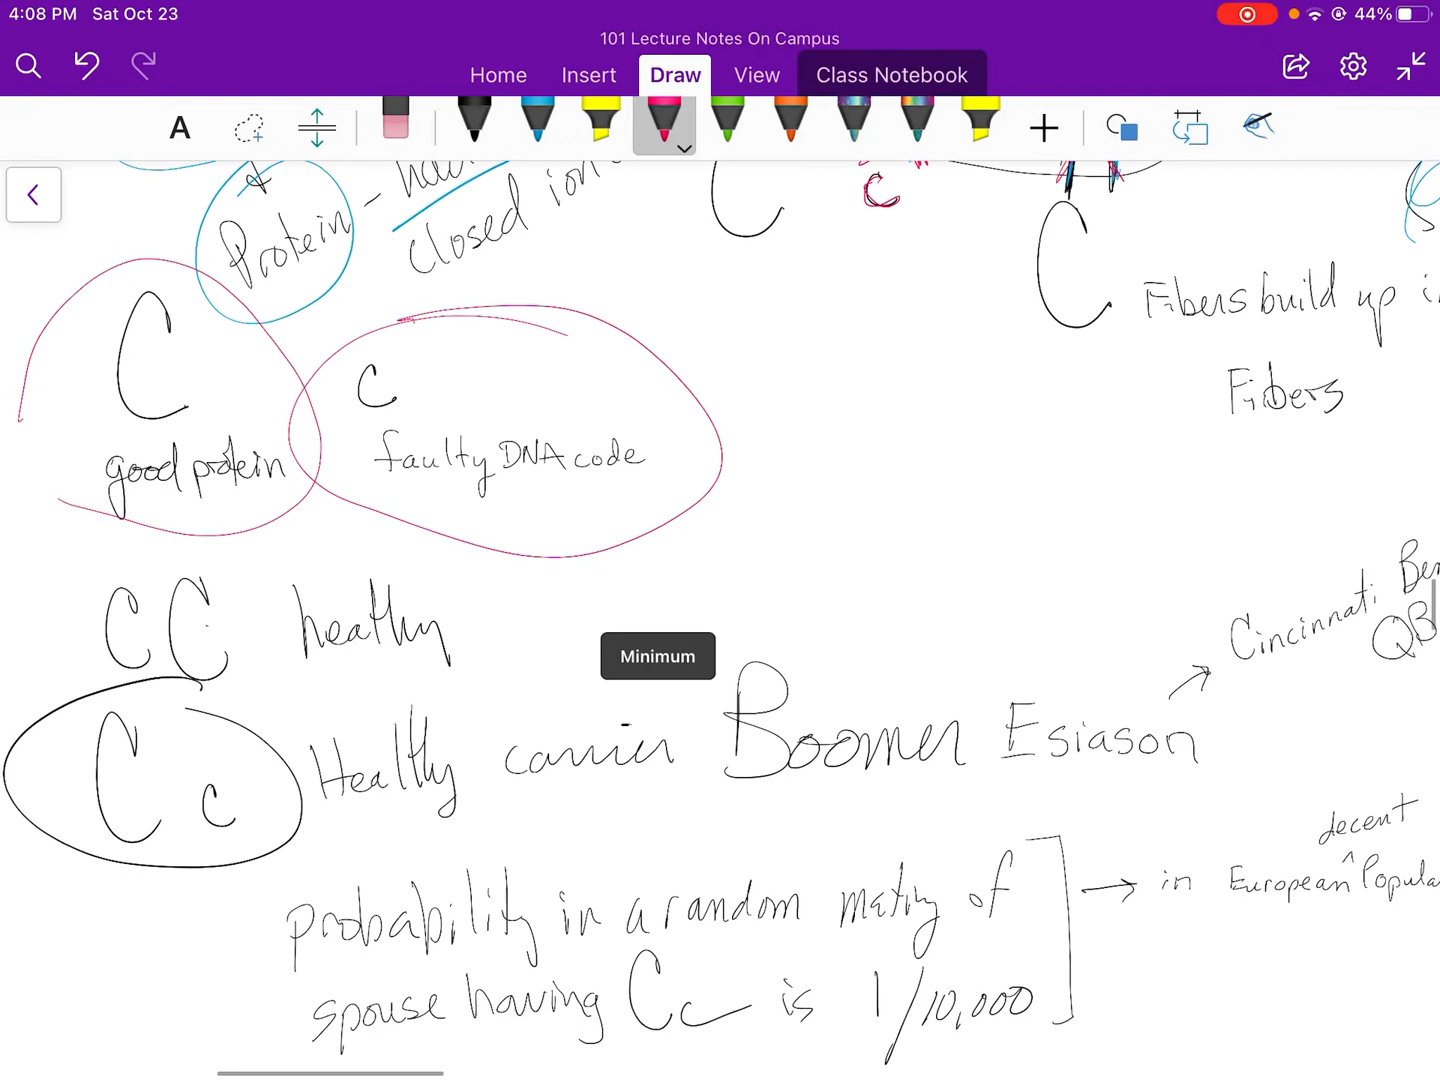 4:08 PM Sat Oct 23
44%
101 Lecture Notes On Campus
Home Insert Draw View Class Notebook
A
Protein -
closed ion
C
c
C
Fibers build up
Fibers
C
good protein
c
faulty DNA code
CC healthy
Minimum
Cincinnati
QB
Cc Healthy carrier Boomer Esiason
decent
^
in European Popula
probability in a random mating of
spouse having Cc is 1/10,000